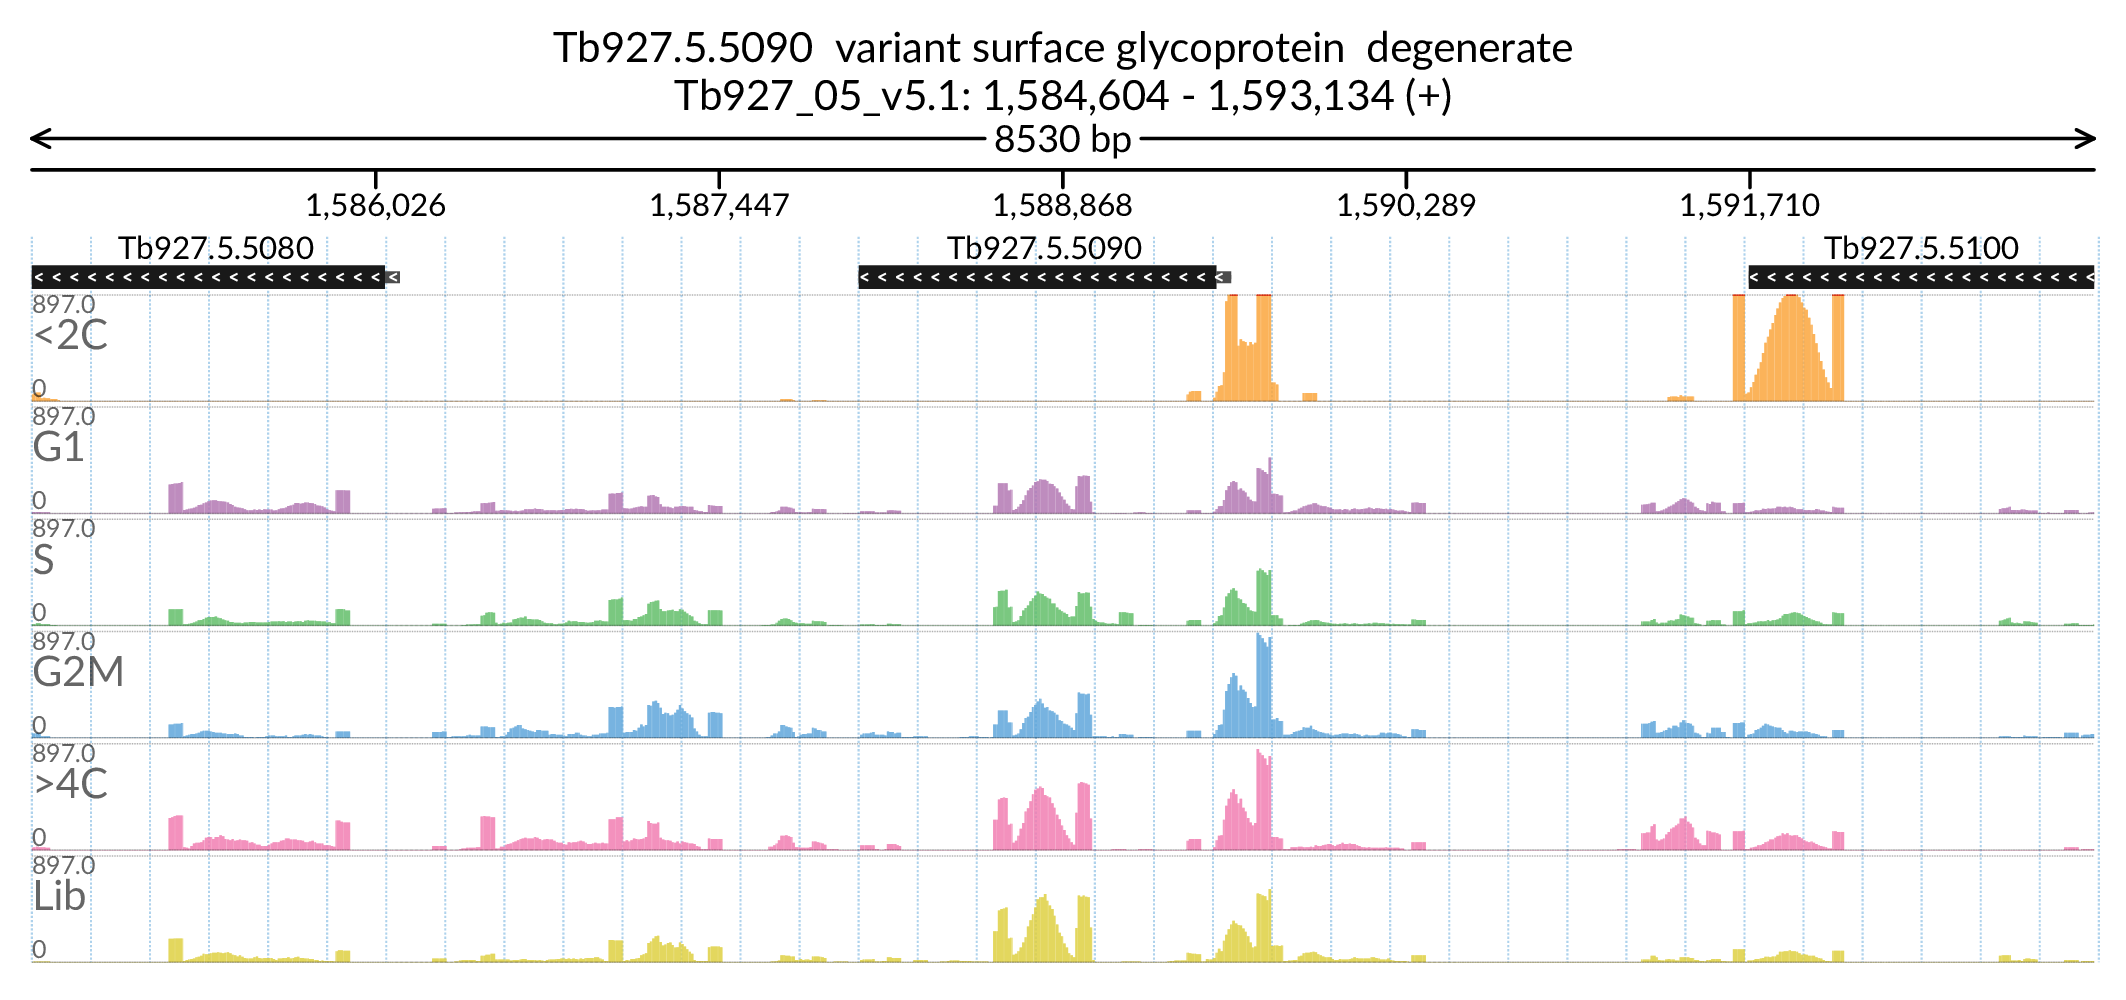 Tb927.5.5090  variant surface glycoprotein  degenerate
Tb927_05_v5.1: 1,584,604 - 1,593,134 (+)
8530 bp
1,586,026 1,587,447 1,588,868 1,590,289 1,591,710
Tb927.5.5080 Tb927.5.5090 Tb927.5.5100
897.0
<2C
0
897.0
G1
0
897.0
S
0
897.0
G2M
0
897.0
>4C
0
897.0
Lib
0